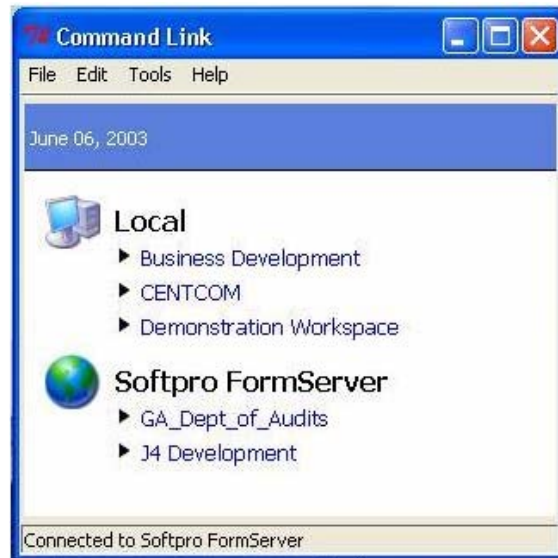 Command Link
File Edit Tools Help
June 06, 2003
Local
Business Development
CENTCOM
Demonstration Workspace
Softpro FormServer
GA_Dept_of_Audits
J4 Development
Connected to Softpro FormServer